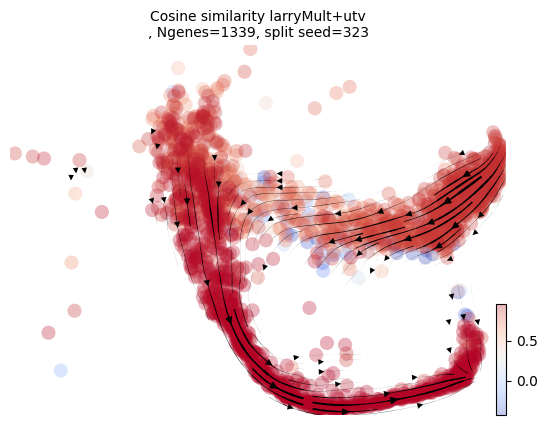 Cosine similarity larryMult+utv
, Ngenes=1339, split seed=323
0.5
0.0